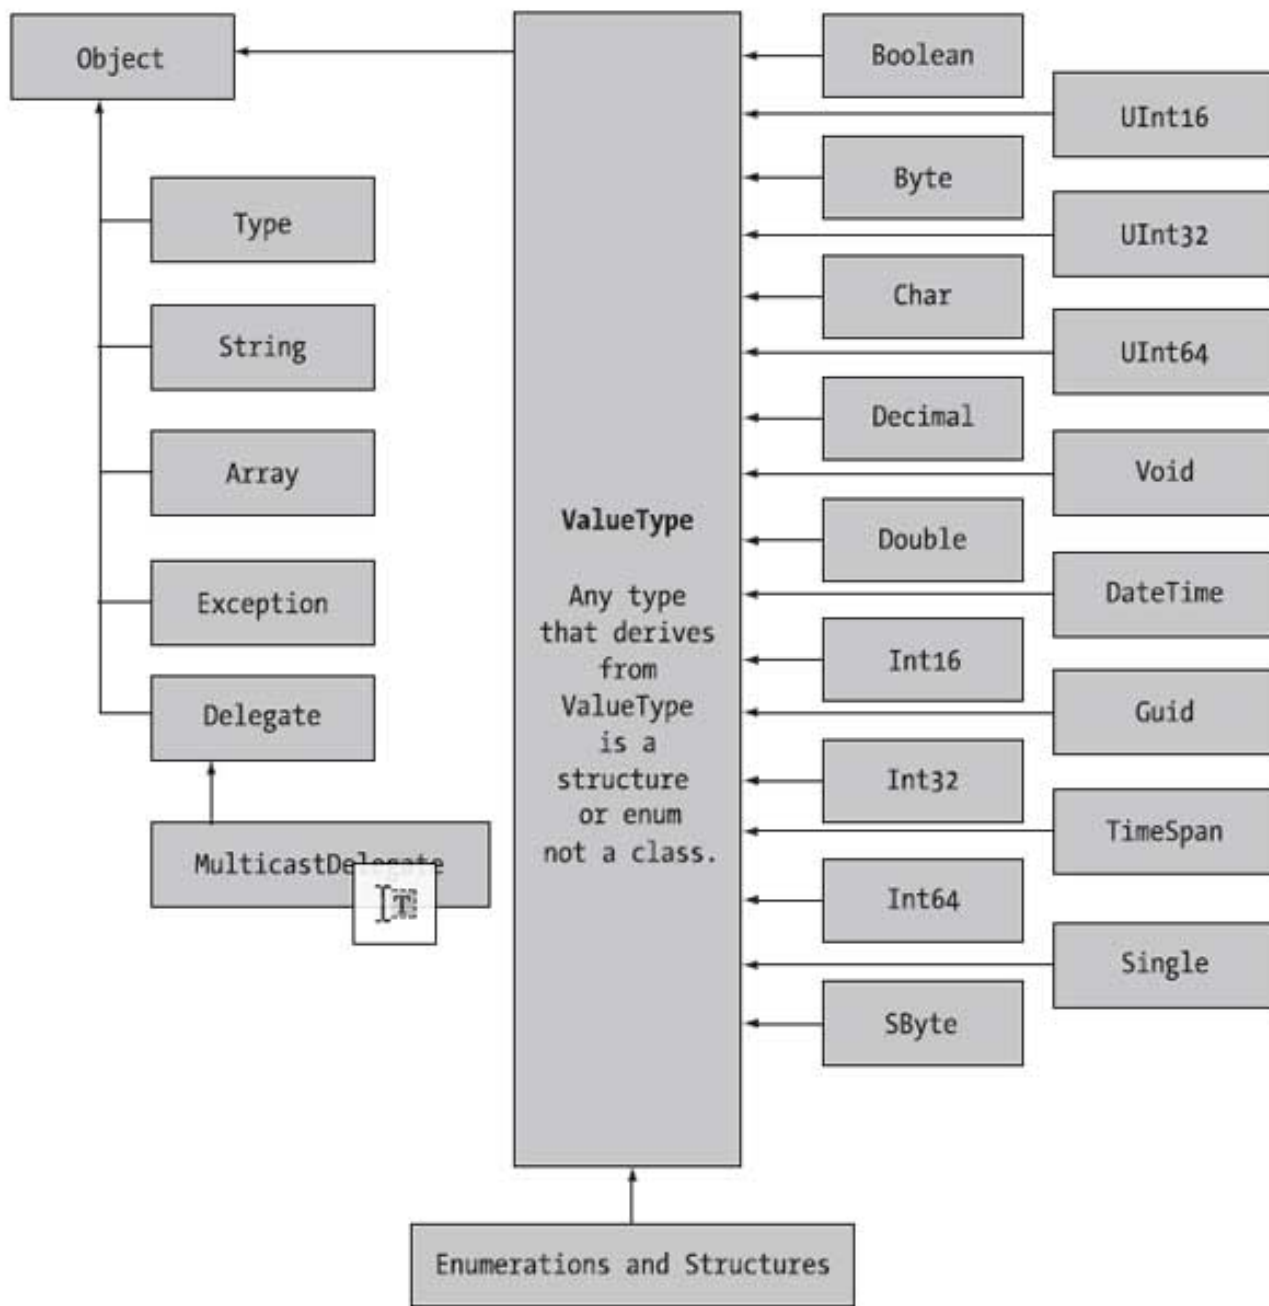 Object
Type
String
Array
Exception
Delegate
MulticastDelegate
ValueType
Any type
that derives
from
ValueType
is a
structure
or enum
not a class.
Boolean
UInt16
Byte
UInt32
Char
UInt64
Decimal
Void
Double
DateTime
Int16
Guid
Int32
TimeSpan
Int64
Single
SByte
Enumerations and Structures
T